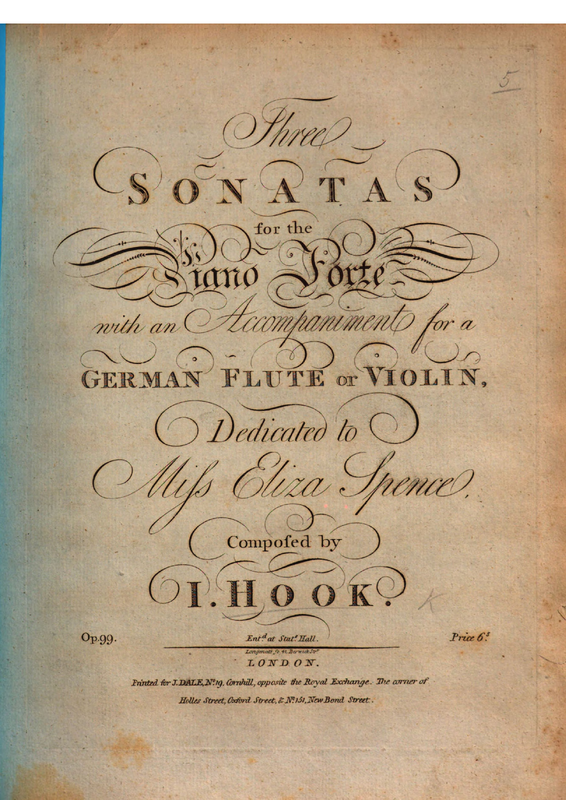 5
Three
SONATAS
for the
Piano Forte
with an Accompaniment for a
GERMAN FLUTE or VIOLIN,
Dedicated to
Miſs Eliza Spence.
Compoſed by
I. HOOK.
K
Op.99.
Ent.d at Stat.s Hall.
Price 6.s
LONDON.
Printed for J. DALE, No. 19, Cornhill, opposite the Royal Exchange. The corner of
Holles Street, Oxford Street, & No. 151, New Bond Street.